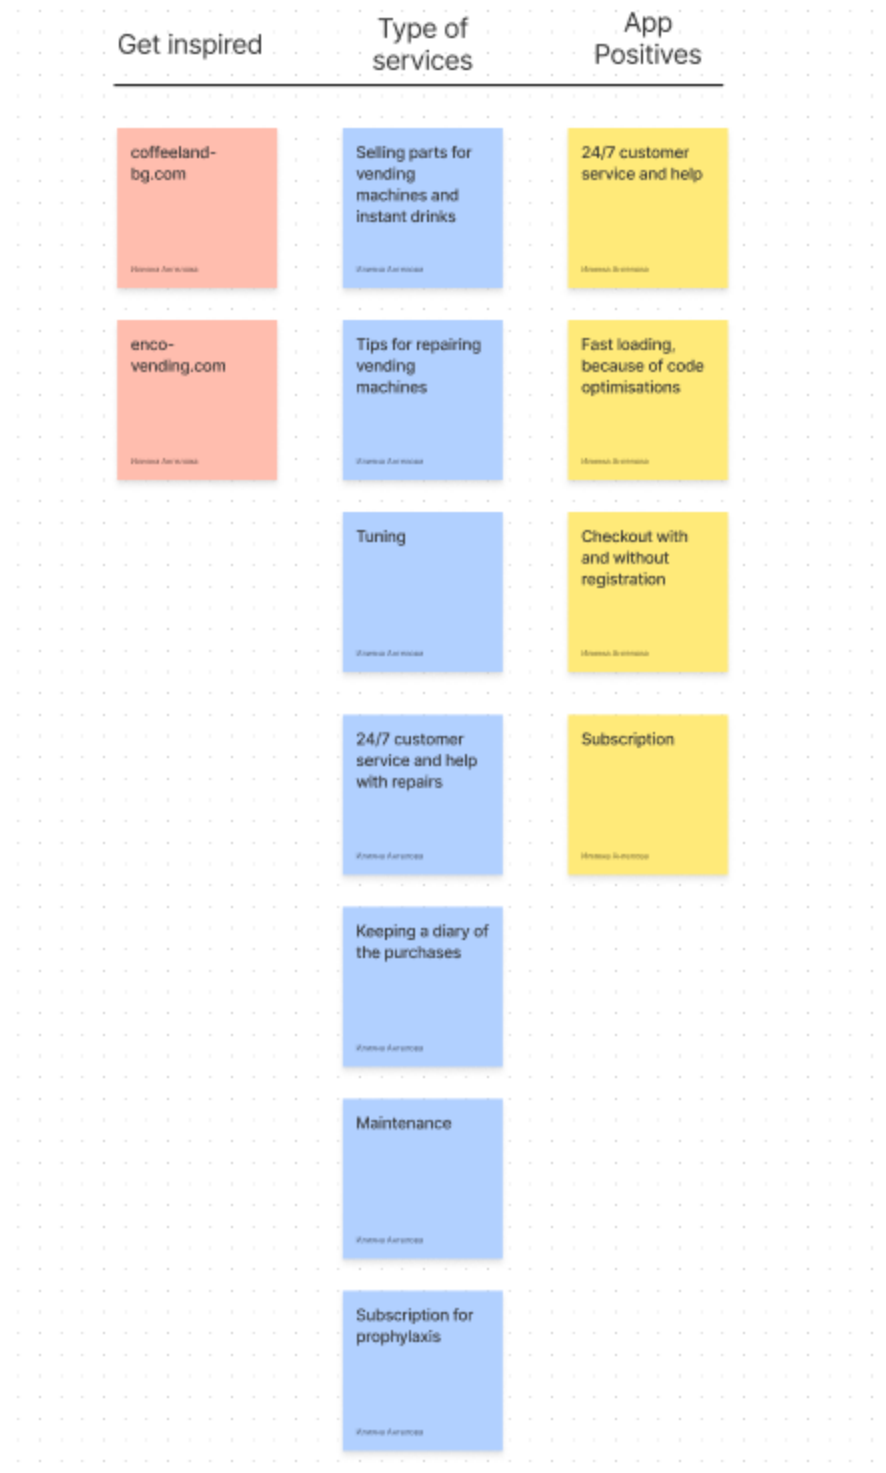 Get inspired
Type of
services
App
Positives
coffeeland-
bg.com
enco-
vending.com
Selling parts for
vending
machines and
instant drinks
Tips for repairing
vending
machines
Tuning
24/7 customer
service and help
with repairs
Keeping a diary of
the purchases
Maintenance
Subscription for
prophylaxis
24/7 customer
service and help
Fast loading,
because of code
optimisations
Checkout with
and without
registration
Subscription